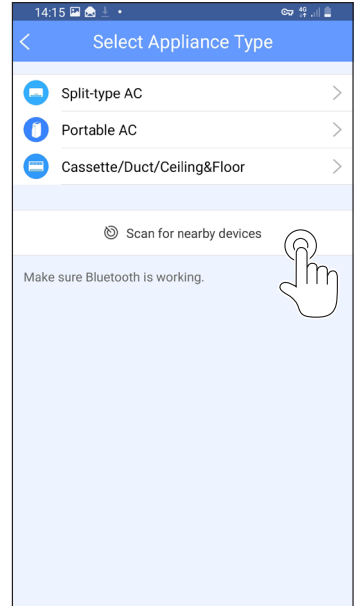 14:15
4G
Select Appliance Type
Split-type AC
Portable AC
Cassette/Duct/Ceiling&Floor
Scan for nearby devices
Make sure Bluetooth is working.